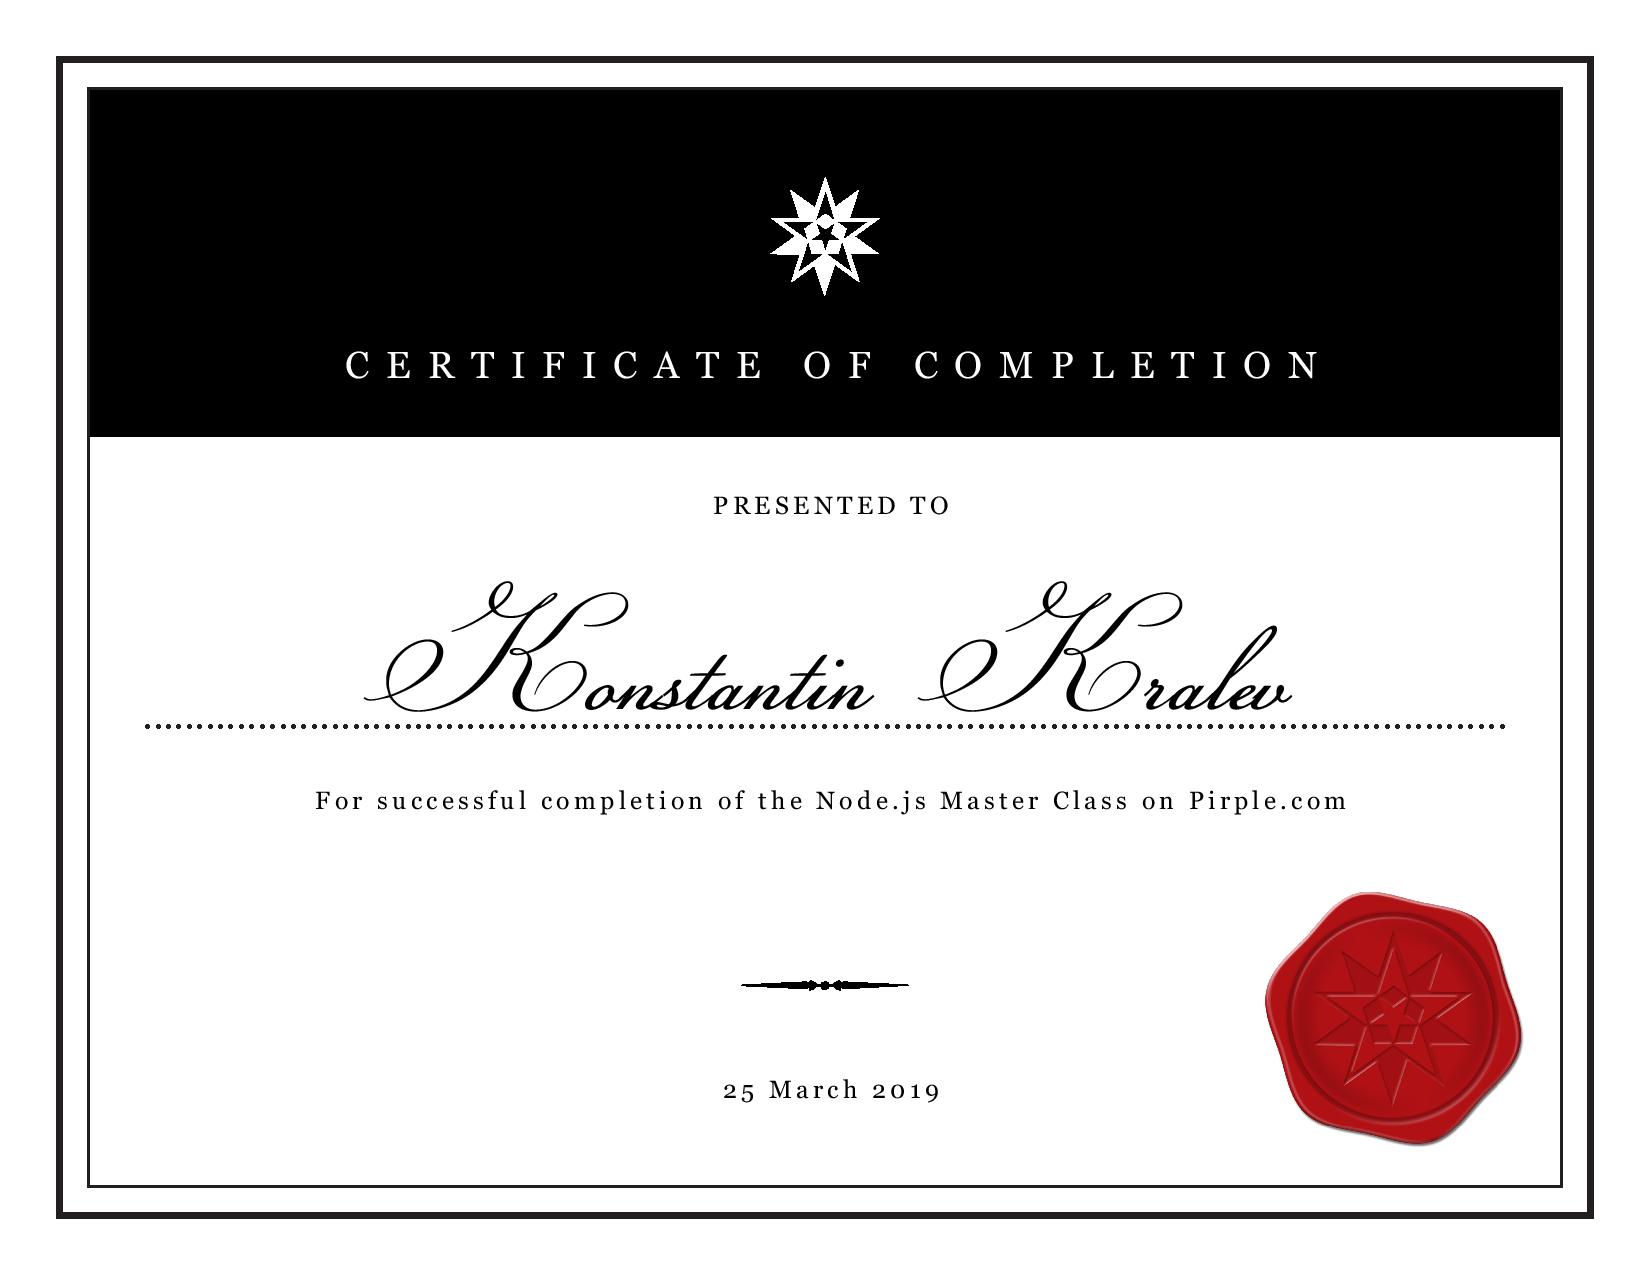 CERTIFICATE OF COMPLETION
PRESENTED TO
Konstantin Kralev
For successful completion of the Node.js Master Class on Pirple.com
25 March 2019